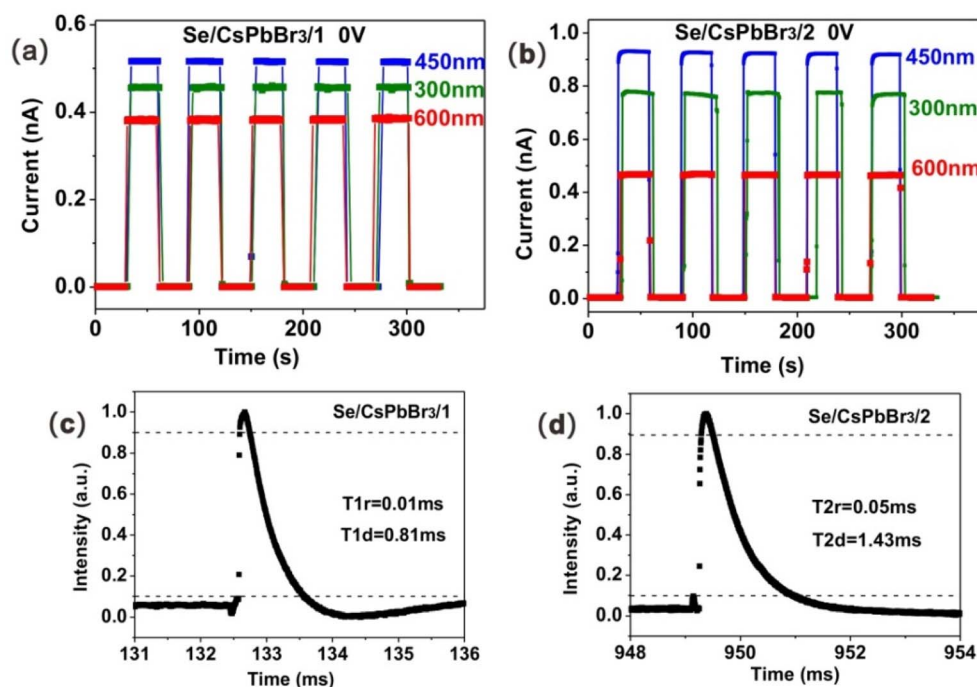 (a)
Se/CsPbBr3/1 0V
450nm
300nm
600nm
Current (nA)
0.6
0.4
0.2
0.0
0 100 200 300
Time (s)
(b)
Se/CsPbBr3/2 0V
450nm
300nm
600nm
Current (nA)
1.0
0.8
0.6
0.4
0.2
0.0
0 100 200 300
Time (s)
(c)
Se/CsPbBr3/1
T1r=0.01ms
T1d=0.81ms
Intensity (a.u.)
1.0
0.8
0.6
0.4
0.2
0.0
131 132 133 134 135 136
Time (ms)
(d)
Se/CsPbBr3/2
T2r=0.05ms
T2d=1.43ms
Intensity (a.u.)
1.0
0.8
0.6
0.4
0.2
0.0
948 950 952 954
Time (ms)